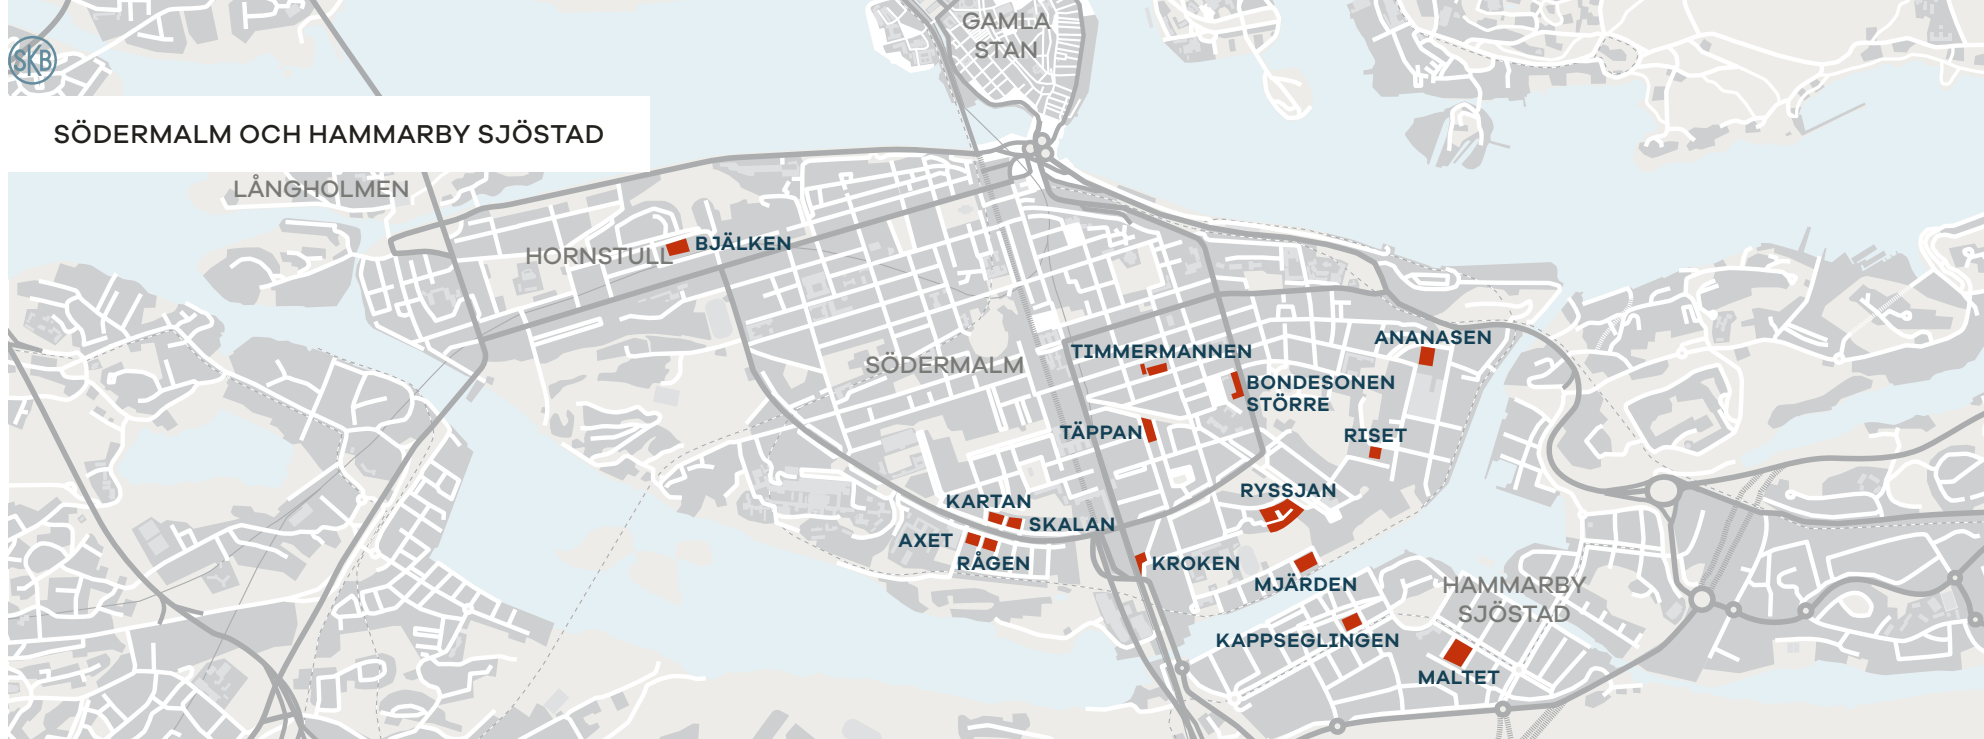 GAMLA
STAN
SKB
SÖDERMALM OCH HAMMARBY SJÖSTAD
LÅNGHOLMEN
HORNSTULL
BJÄLKEN
SÖDERMALM
TIMMERMANNEN
ANANASEN
BONDESONEN
STÖRRE
TÄPPAN
RISET
RYSSJAN
KARTAN
SKALAN
AXET
RÅGEN
KROKEN
MJÄRDEN
HAMMARBY
SJÖSTAD
KAPPSEGLINGEN
MALTET